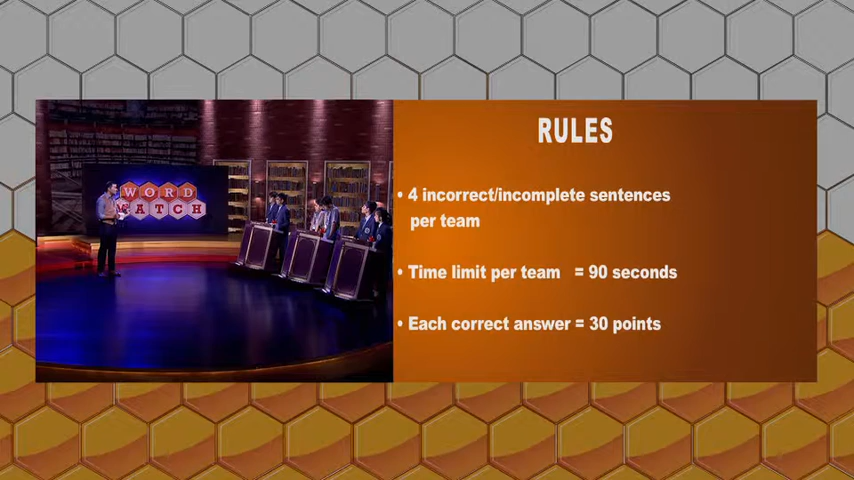 WORD
MATCH
RULES
• 4 incorrect/incomplete sentences
per team
• Time limit per team = 90 seconds
• Each correct answer = 30 points